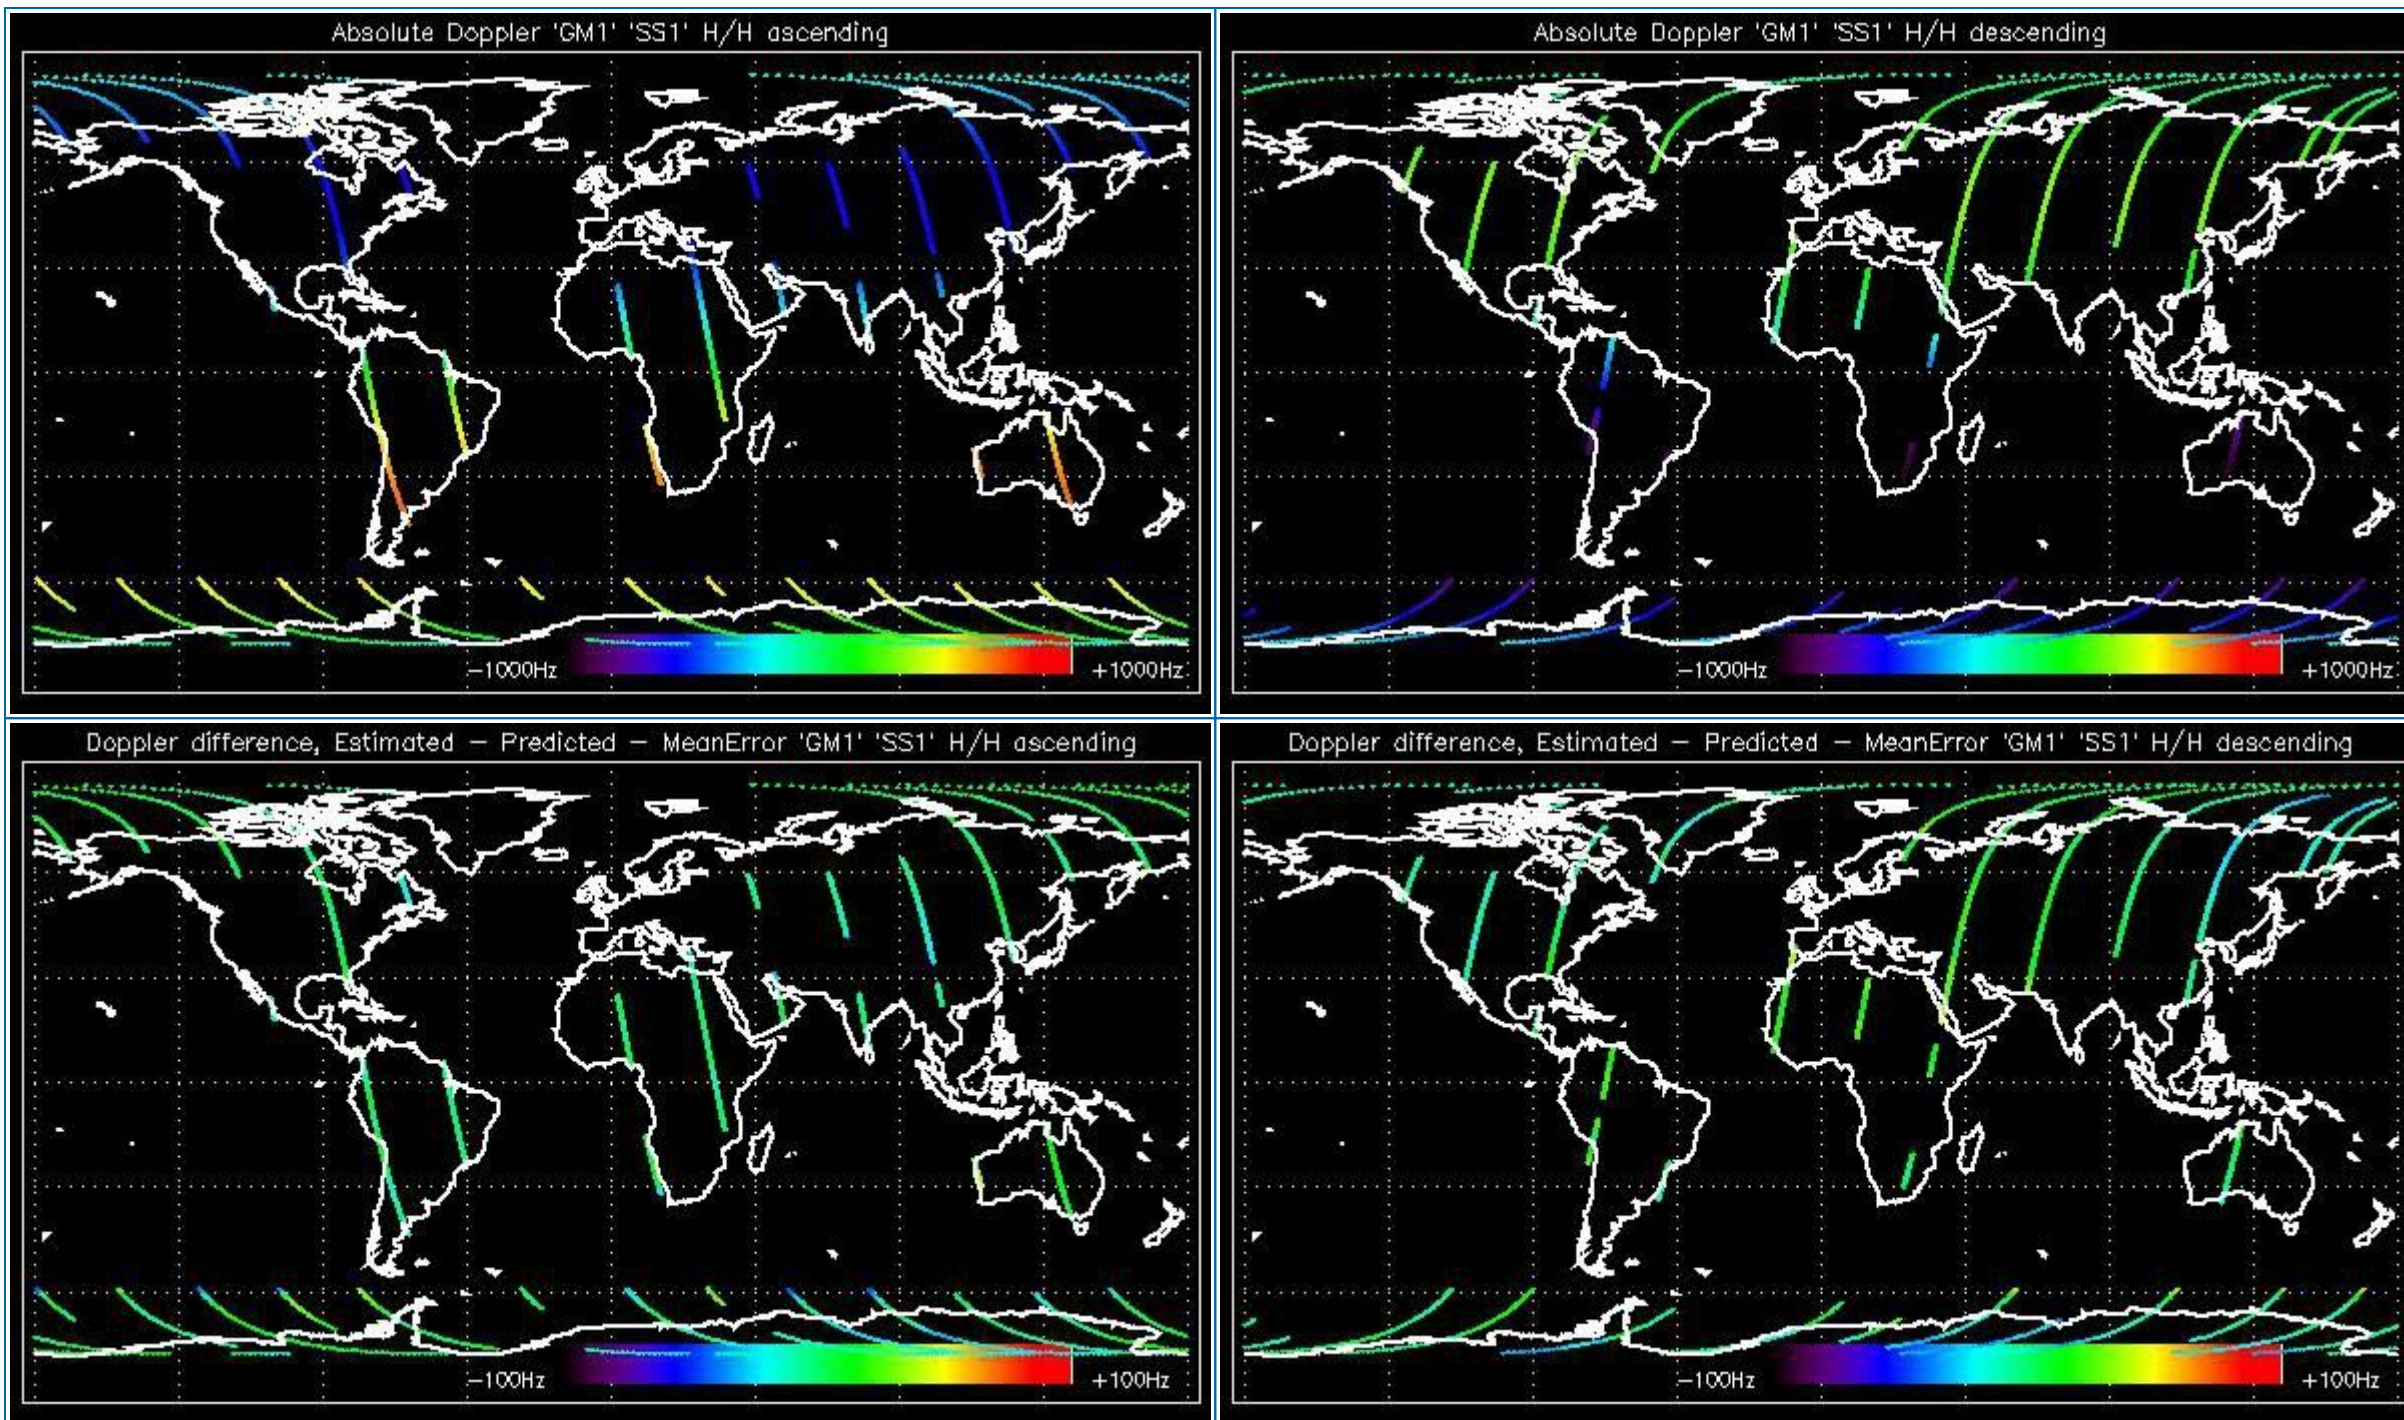 Absolute Doppler 'GM1' 'SS1' H/H ascending
-1000Hz
+1000Hz
Absolute Doppler 'GM1' 'SS1' H/H descending
-1000Hz
+1000Hz
Doppler difference, Estimated - Predicted - MeanError 'GM1' 'SS1' H/H ascending
-100Hz
+100Hz
Doppler difference, Estimated - Predicted - MeanError 'GM1' 'SS1' H/H descending
-100Hz
+100Hz